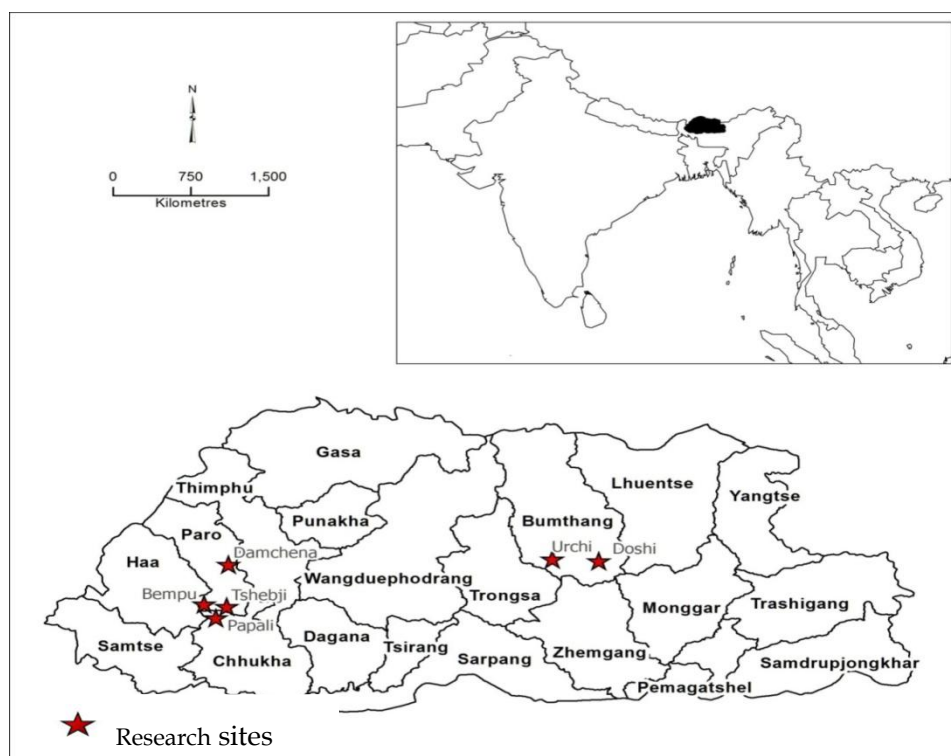 N
0 750 1,500
Kilometres
Gasa
Lhuentse
Thimphu
Yangtse
Punakha
Bumthang
Paro
Urchi Doshi
Damchena
Haa
Wangduephodrang
Bempu Tshebji
Trongsa
Monggar
Trashigang
Papali
Samtse
Dagana
Tsirang
Zhemgang
Chhukha
Sarpang
Samdrupjongkhar
Pemagatshel
Research sites